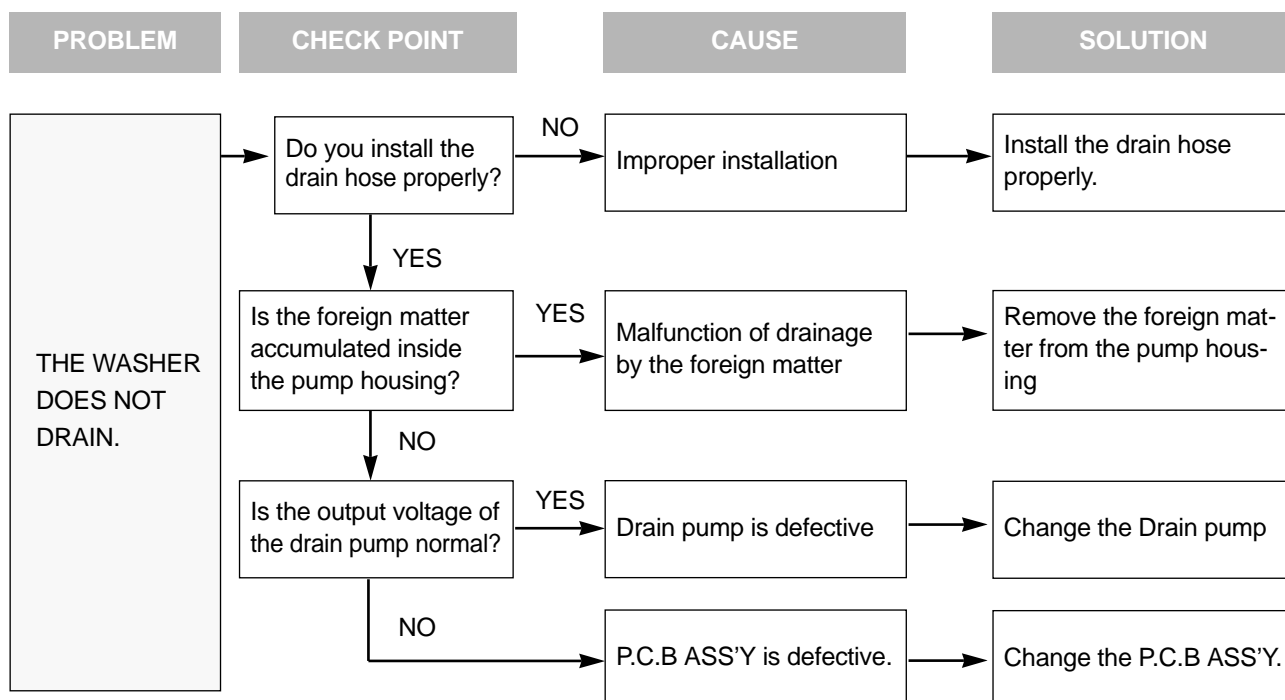 PROBLEM
CHECK POINT
CAUSE
SOLUTION
THE WASHER
DOES NOT
DRAIN.
Do you install the
drain hose properly?
NO
Improper installation
Install the drain hose
properly.
YES
Is the foreign matter
accumulated inside
the pump housing?
YES
Malfunction of drainage
by the foreign matter
Remove the foreign mat-
ter from the pump hous-
ing
NO
Is the output voltage of
the drain pump normal?
YES
Drain pump is defective
Change the Drain pump
NO
P.C.B ASS’Y is defective.
Change the P.C.B ASS’Y.